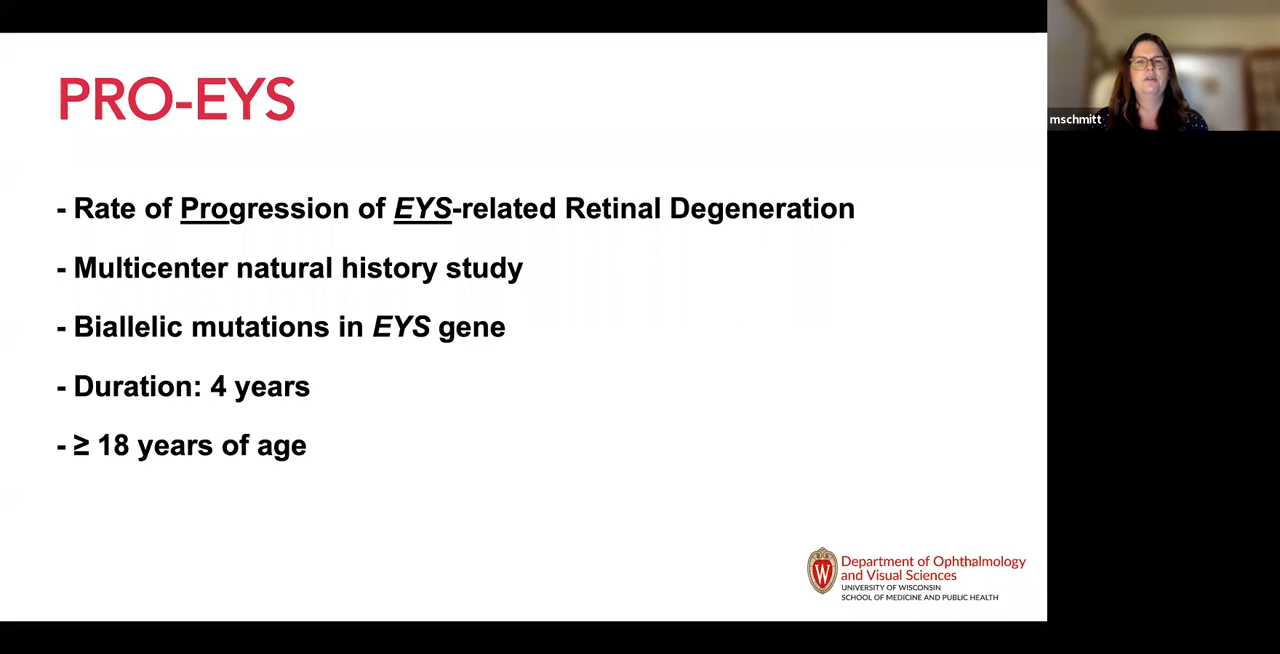 PRO-EYS
mschmitt
- Rate of Progression of EYS-related Retinal Degeneration
- Multicenter natural history study
- Biallelic mutations in EYS gene
- Duration: 4 years
- ≥ 18 years of age
W
Department of Ophthalmology
and Visual Sciences
UNIVERSITY OF WISCONSIN
SCHOOL OF MEDICINE AND PUBLIC HEALTH